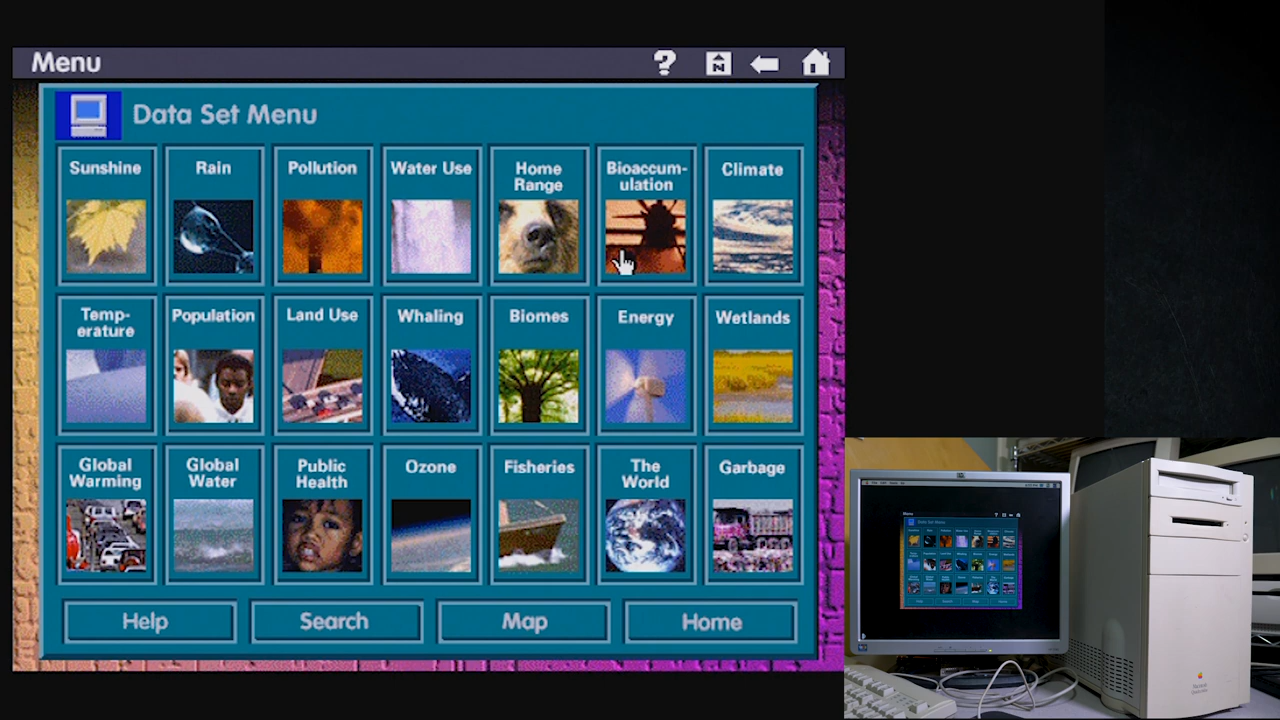 Menu
Data Set Menu
Sunshine
Rain
Pollution
Water Use
Home
Range
Bioaccum-
ulation
Climate
Temp-
erature
Population
Land Use
Whaling
Biomes
Energy
Wetlands
Global
Warming
Global
Water
Public
Health
Ozone
Fisheries
The
World
Garbage
Help
Search
Map
Home